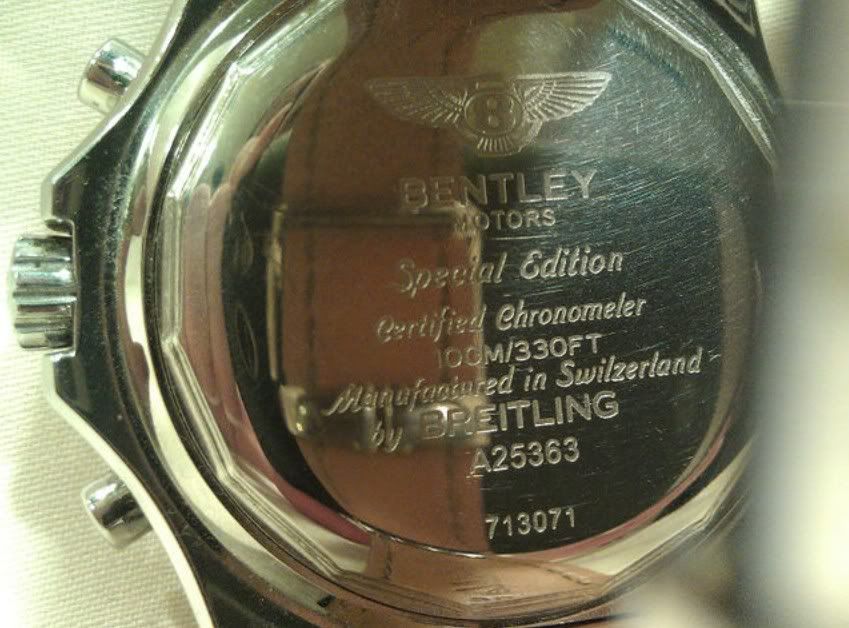 B
BENTLEY
MOTORS
Special Edition
Certified Chronometer
100M/330FT
Manufactured in Switzerland
by BREITLING
A25363
713071